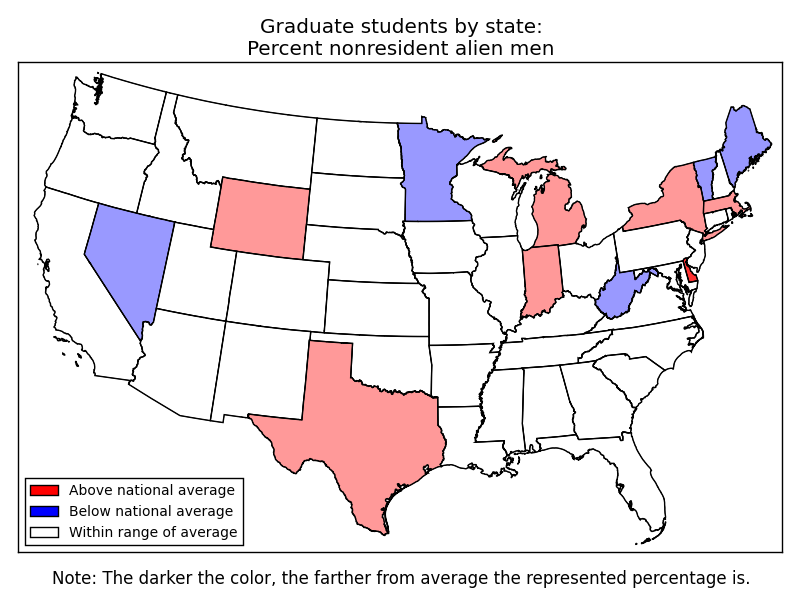 Graduate students by state:
Percent nonresident alien men
Above national average
Below national average
Within range of average
Note: The darker the color, the farther from average the represented percentage is.